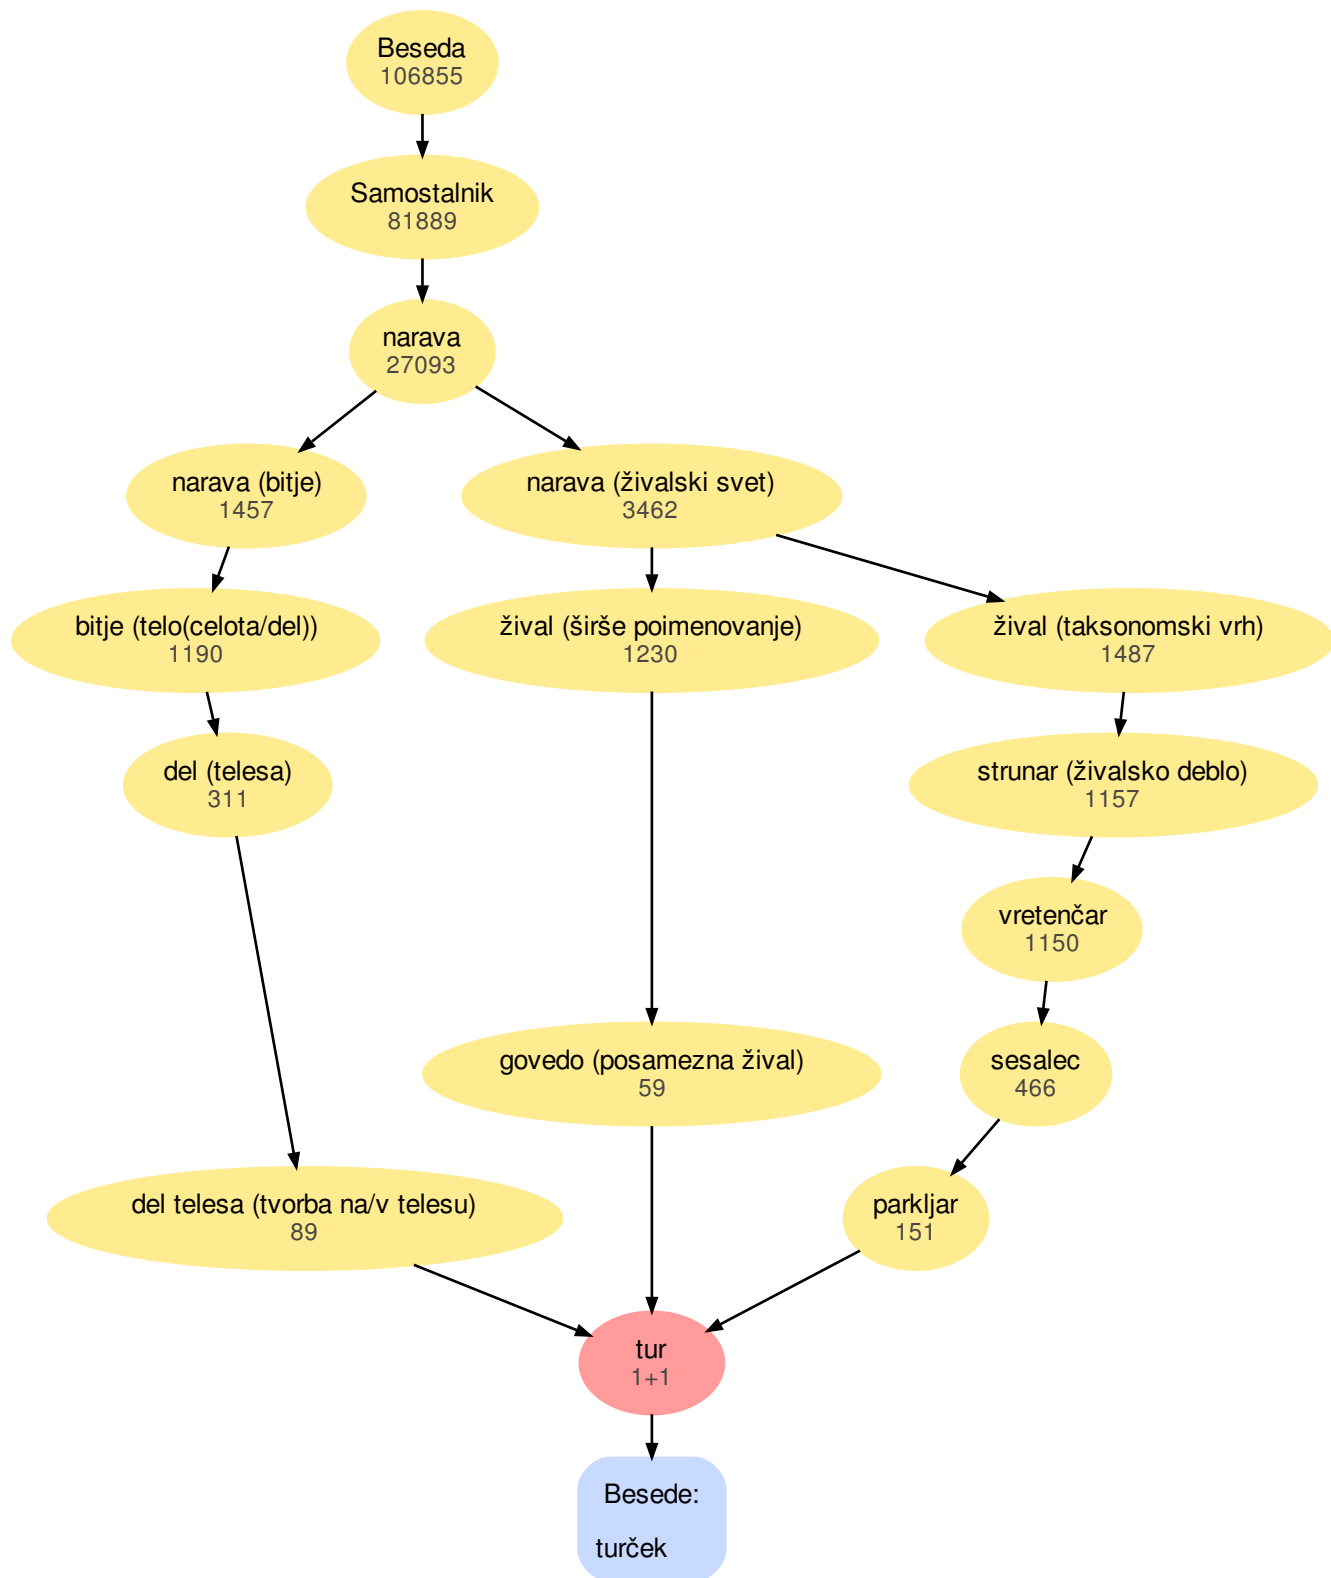 Beseda
106855
Samostalnik
81889
narava
27093
narava (bitje)
1457
narava (živalski svet)
3462
bitje (telo(celota/del))
1190
žival (širše poimenovanje)
1230
žival (taksonomski vrh)
1487
del (telesa)
311
strunar (živalsko deblo)
1157
vretenčar
1150
govedo (posamezna žival)
59
sesalec
466
del telesa (tvorba na/v telesu)
89
parkljar
151
tur
1+1
Besede:
turček